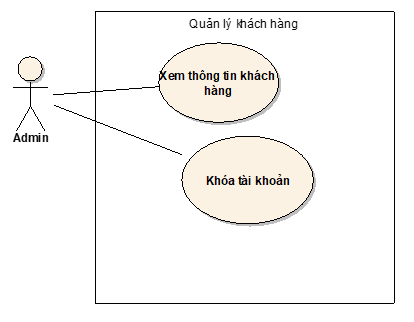 Quản lý khách hàng
Xem thông tin khách
hàng
Admin
Khóa tài khoản